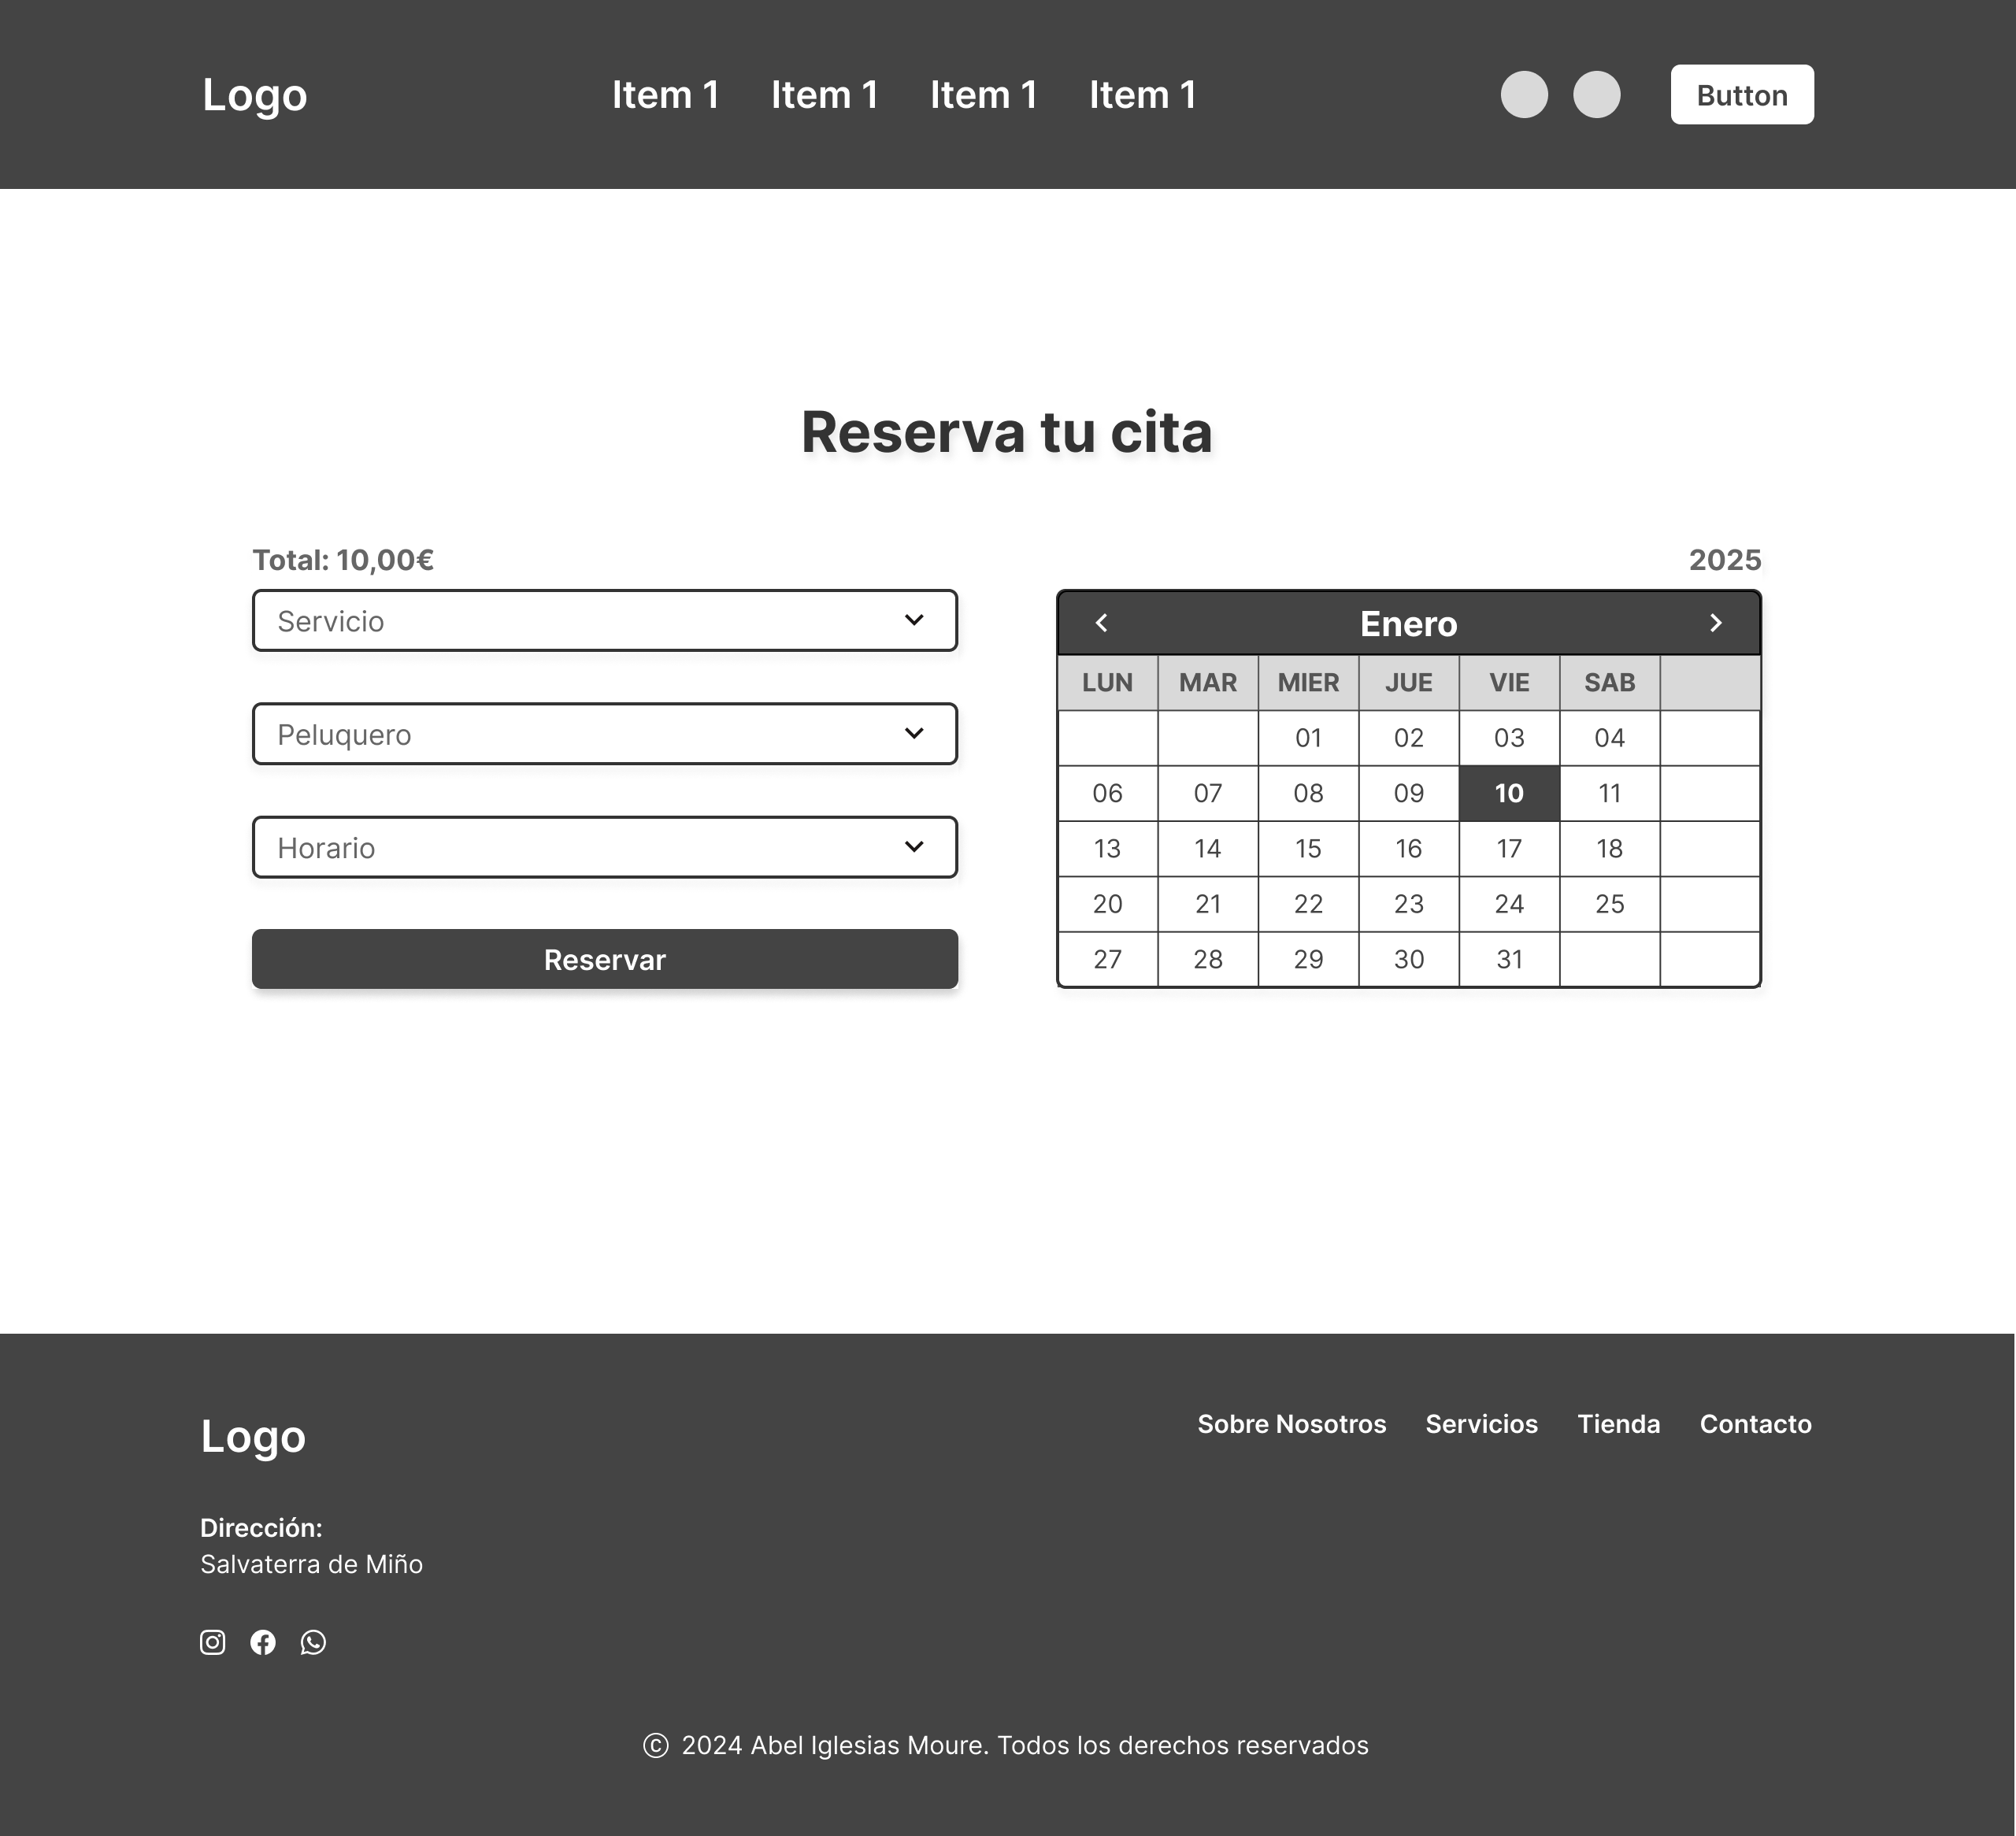 Logo Item 1 Item 1 Item 1 Item 1 Button
Reserva tu cita
Total: 10,00€
Servicio
Peluquero
Horario
Reservar
2025
Enero
LUN MAR MIER JUE VIE SAB
01 02 03 04
06 07 08 09 10 11
13 14 15 16 17 18
20 21 22 23 24 25
27 28 29 30 31
Logo
Sobre Nosotros Servicios Tienda Contacto
Dirección:
Salvaterra de Miño
© 2024 Abel Iglesias Moure. Todos los derechos reservados